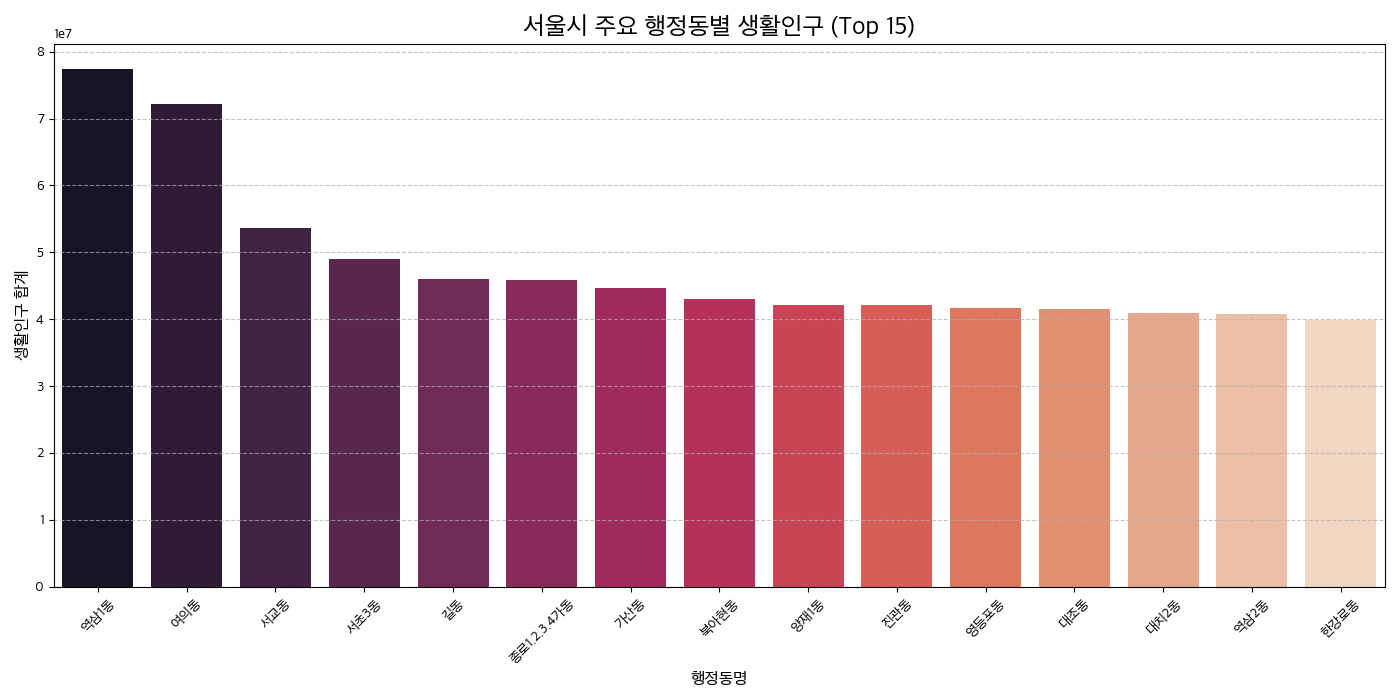 서울시 주요 행정동별 생활인구 (Top 15)
1e7
8
7
6
5
4
3
2
1
0
생활인구 합계
역삼1동
여의동
서교동
서초3동
길동
종로1.2.3.4가동
가산동
북아현동
양재1동
진관동
영등포동
대조동
대치2동
역삼2동
한강로동
행정동명